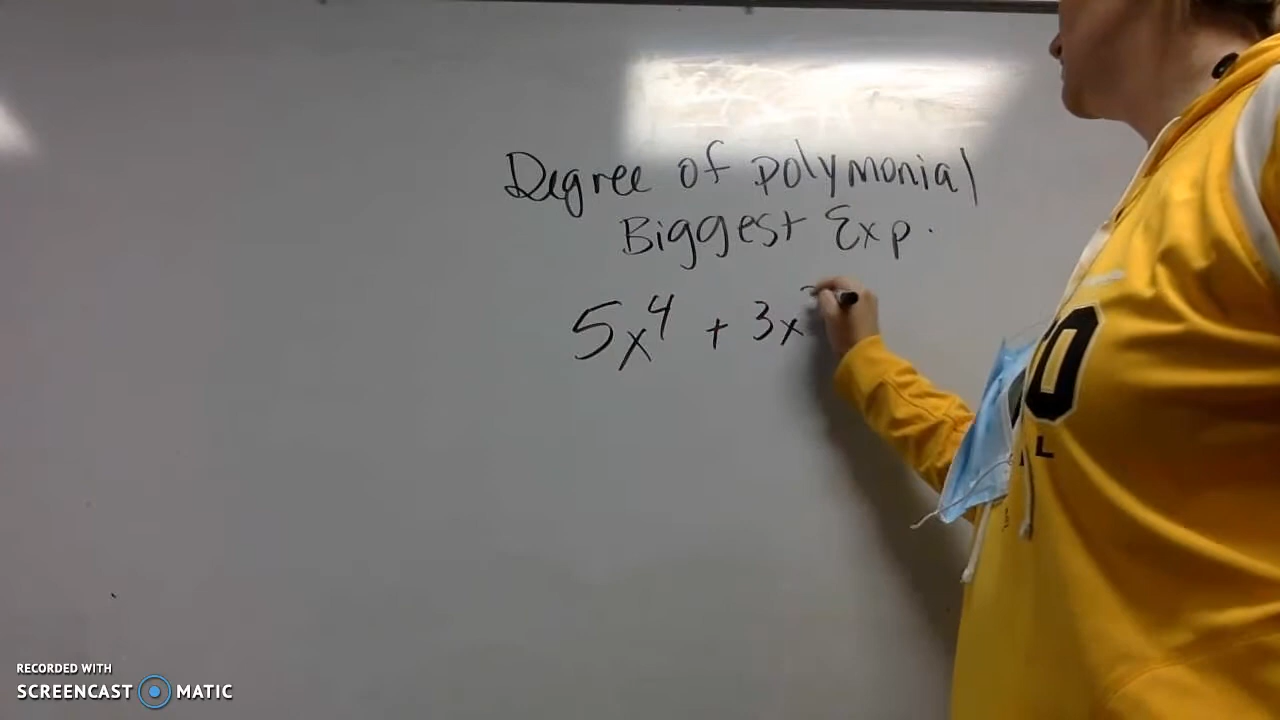 Degree of polymonial
Biggest Exp.
5x⁴ + 3x
L
RECORDED WITH
SCREENCAST MATIC